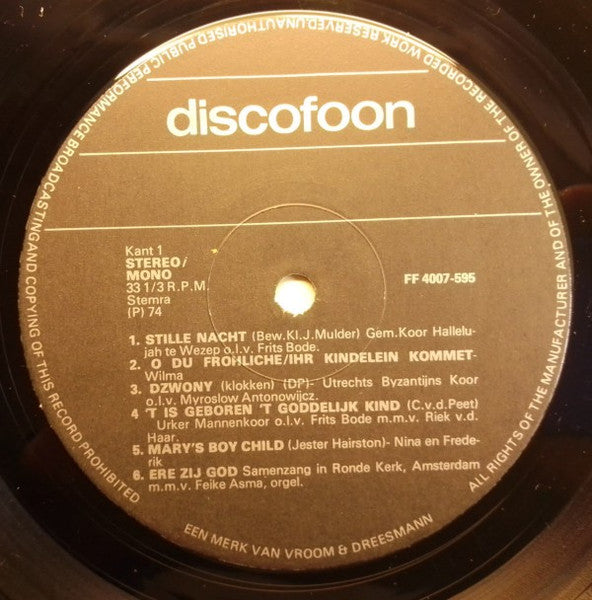 ALL RIGHTS OF THE MANUFACTURER AND OF THE OWNER OF THE RECORDED WORK RESERVED.UNAUTHORISED PUBLIC PERFORMANCE BROADCASTING AND COPYING OF THIS RECORD PROHIBITED
discofoon
Kant 1
STEREO/
MONO
33 1/3 R.P.M.
Stemra
(P) 74
FF 4007-595
1. STILLE NACHT (Bew.Kl.J.Mulder) Gem.Koor Hallelu-
jah te Wezep o.l.v. Frits Bode.
2. O DU FROHLICHE/IHR KINDELEIN KOMMET-
Wilma
3. DZWONY (klokken) (DP)- Utrechts Byzantijns Koor
o.l.v. Myroslow Antonowijcz.
4. 'T IS GEBOREN 'T GODDELIJK KIND (C.v.d.Peet)
Urker Mannenkoor o.l.v. Frits Bode m.m.v. Riek v.d.
Haar.
5. MARY'S BOY CHILD (Jester Hairston)- Nina en Frede-
rik
6. ERE ZIJ GOD Samenzang in Ronde Kerk, Amsterdam
m.m.v. Feike Asma, orgel.
EEN MERK VAN VROOM & DREESMANN